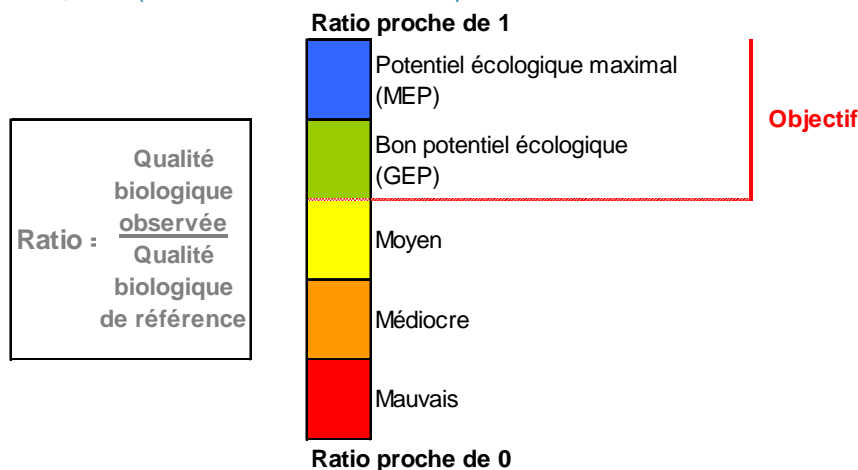 Ratio proche de 1
Potentiel écologique maximal
(MEP)
Objectif
Bon potentiel écologique
(GEP)
Qualité
biologique
observée
Ratio =
Qualité
biologique
de référence
Moyen
Médiocre
Mauvais
Ratio proche de 0